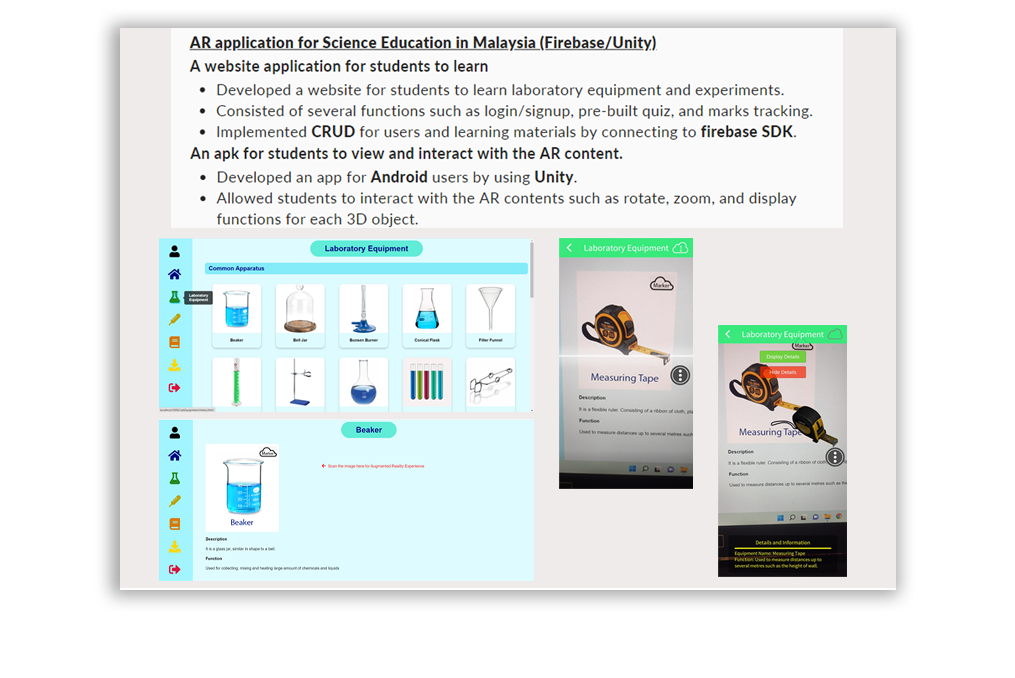 AR application for Science Education in Malaysia (Firebase/Unity)
A website application for students to learn
• Developed a website for students to learn laboratory equipment and experiments.
• Consisted of several functions such as login/signup, pre-built quiz, and marks tracking.
• Implemented CRUD for users and learning materials by connecting to firebase SDK.
An apk for students to view and interact with the AR content.
• Developed an app for Android users by using Unity.
• Allowed students to interact with the AR contents such as rotate, zoom, and display
functions for each 3D object.
Laboratory Equipment
Common Apparatus
Laboratory
Equipment
Beaker
Bell Jar
Bunsen Burner
Conical Flask
Filter Funnel
Beaker
Marker
Scan the image here for Augmented Reality Experience
Beaker
Description
It is a glass jar, similar in shape to a bell.
Function
Used for collecting, mixing and heating large amount of chemicals and liquids
Laboratory Equipment
Marker
Measuring Tape
Description
It is a flexible ruler. Consisting of a ribbon of cloth, pla
Function
Used to measure distances up to several metres such
Laboratory Equipment
Marker
Display Details
Hide Details
Measuring Tape
Description
It is a flexible ruler. Consisting of a ribbon of cloth
Function
Used to measure distances up to several metres such as the
Details and Information
Equipment Name: Measuring Tape
Function: Used to measure distances up to
several metres such as the height of wall.